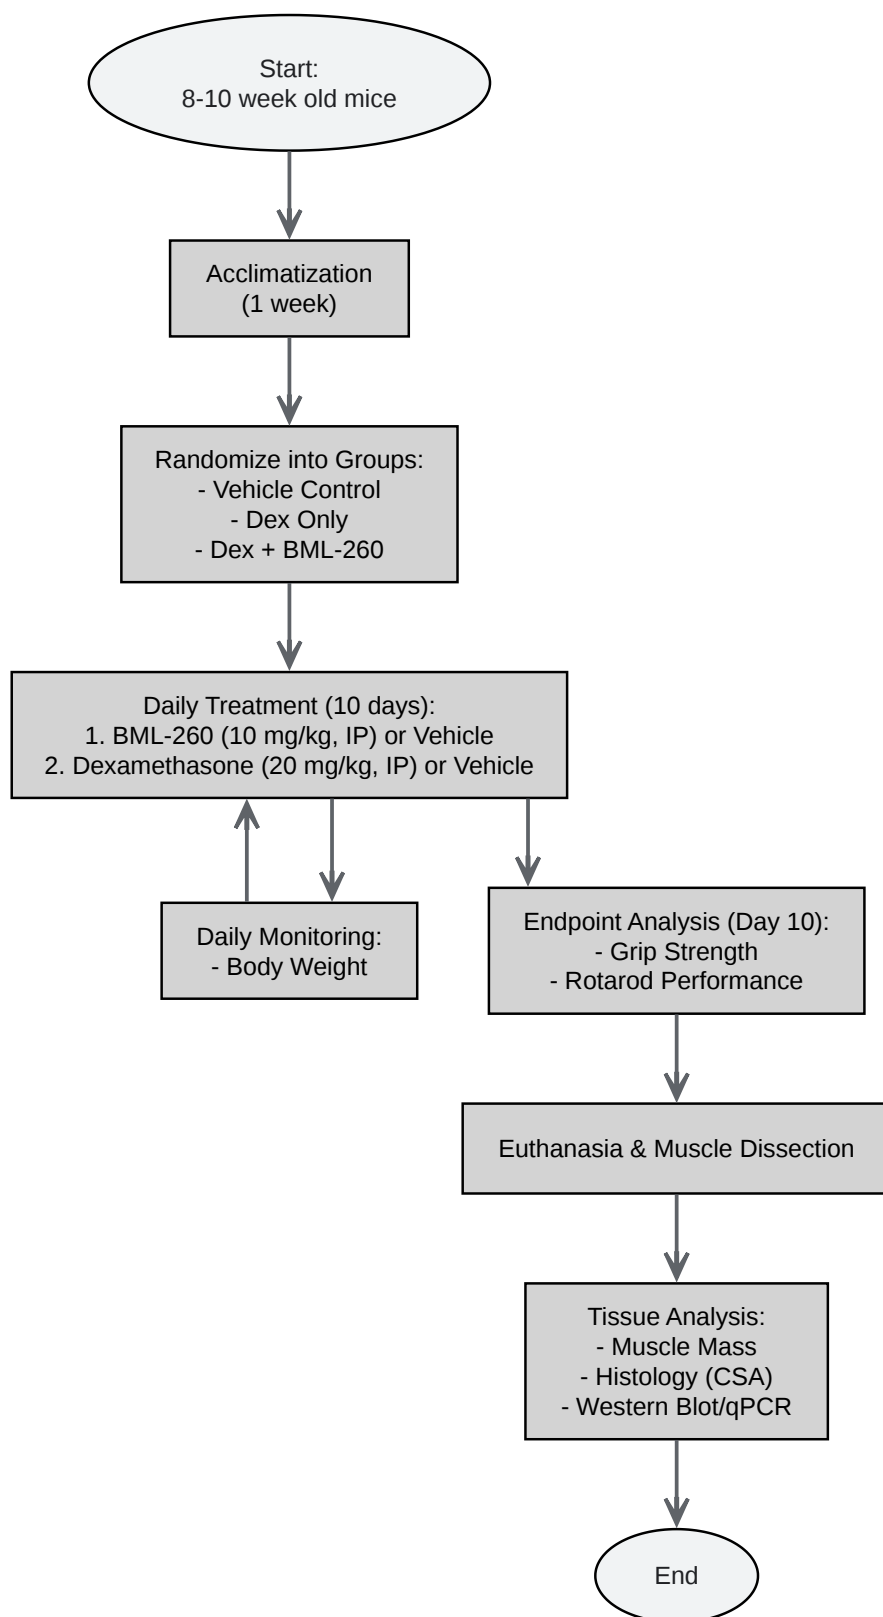 Start:
8-10 week old mice
Acclimatization
(1 week)
Randomize into Groups:
- Vehicle Control
- Dex Only
- Dex + BML-260
Daily Treatment (10 days):
1. BML-260 (10 mg/kg, IP) or Vehicle
2. Dexamethasone (20 mg/kg, IP) or Vehicle
Daily Monitoring:
- Body Weight
Endpoint Analysis (Day 10):
- Grip Strength
- Rotarod Performance
Euthanasia & Muscle Dissection
Tissue Analysis:
- Muscle Mass
- Histology (CSA)
- Western Blot/qPCR
End